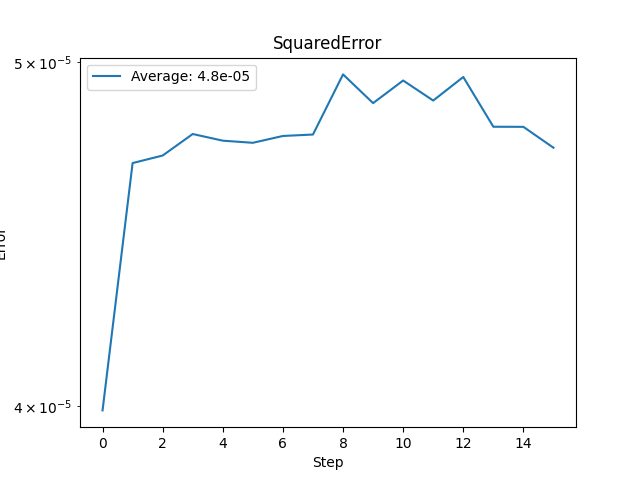 SquaredError
5 × 10⁻⁵
Average: 4.8e-05
Error
4 × 10⁻⁵
0 2 4 6 8 10 12 14
Step